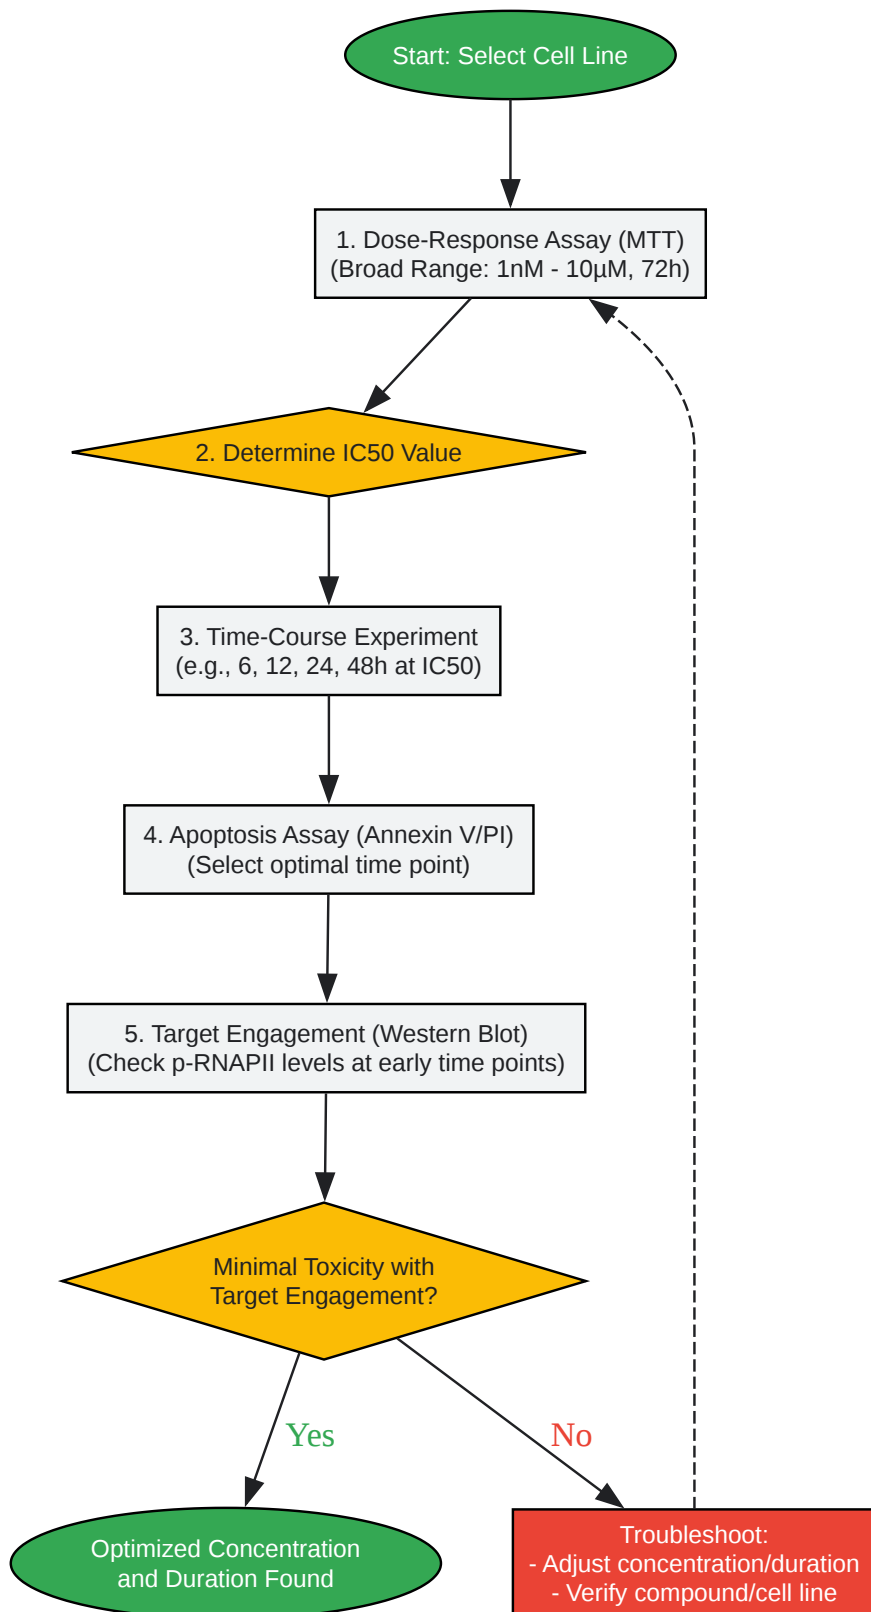 Start: Select Cell Line
1. Dose-Response Assay (MTT)
(Broad Range: 1nM - 10µM, 72h)
2. Determine IC50 Value
3. Time-Course Experiment
(e.g., 6, 12, 24, 48h at IC50)
4. Apoptosis Assay (Annexin V/PI)
(Select optimal time point)
5. Target Engagement (Western Blot)
(Check p-RNAPII levels at early time points)
Minimal Toxicity with
Target Engagement?
Yes
No
Optimized Concentration
and Duration Found
Troubleshoot:
- Adjust concentration/duration
- Verify compound/cell line